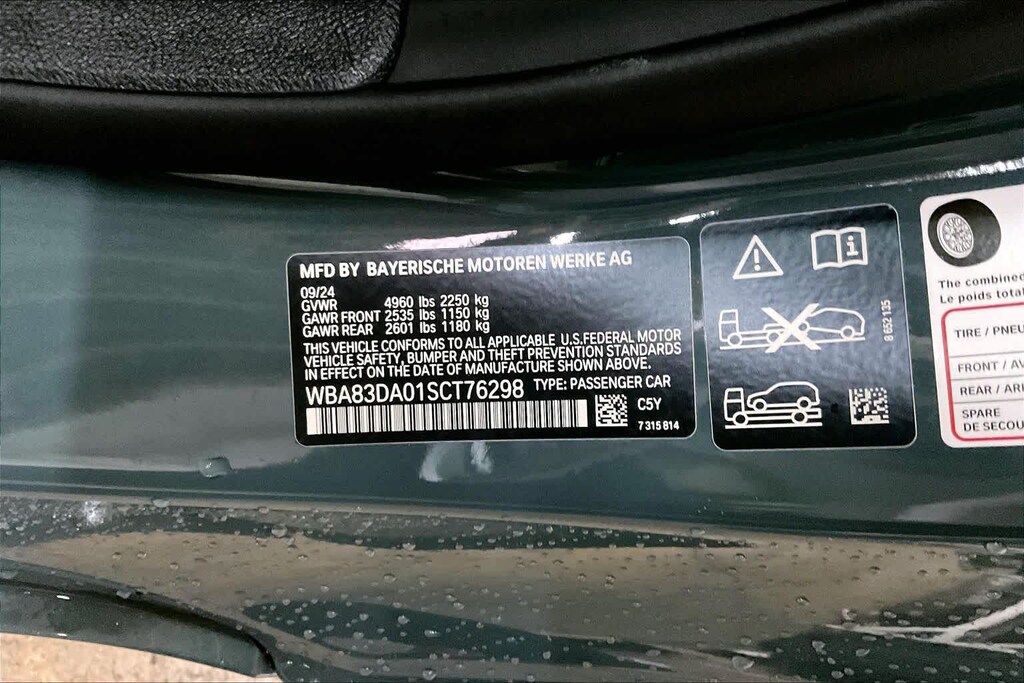 MFD BY BAYERISCHE MOTOREN WERKE AG
09/24
GVWR 4960 lbs 2250 kg
GAWR FRONT 2535 lbs 1150 kg
GAWR REAR 2601 lbs 1180 kg
THIS VEHICLE CONFORMS TO ALL APPLICABLE U.S.FEDERAL MOTOR
VEHICLE SAFETY, BUMPER AND THEFT PREVENTION STANDARDS
IN EFFECT ON THE DATE OF MANUFACTURE SHOWN ABOVE.
WBA83DA01SCT76298 TYPE: PASSENGER CAR
C5Y
7 315 814
8 652 135
The combined
Le poids total
TIRE / PNEU
FRONT / AV
REAR / ARR
SPARE
DE SECOU